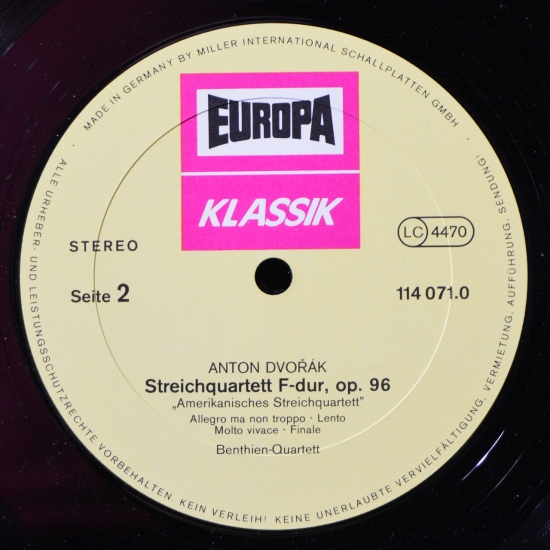 MADE IN GERMANY BY MILLER INTERNATIONAL SCHALLPLATTEN GMBH ·
EUROPA
KLASSIK
STEREO
LC 4470
Seite 2
114 071.0
ANTON DVOŘÁK
Streichquartett F-dur, op. 96
„Amerikanisches Streichquartett”
Allegro ma non troppo · Lento
Molto vivace · Finale
Benthien-Quartett
· ALLE URHEBER- UND LEISTUNGSSCHUTZRECHTE VORBEHALTEN. KEIN VERLEIH! KEINE UNERLAUBTE VERVIELFÄLTIGUNG, VERMIETUNG, AUFFÜHRUNG, SENDUNG!